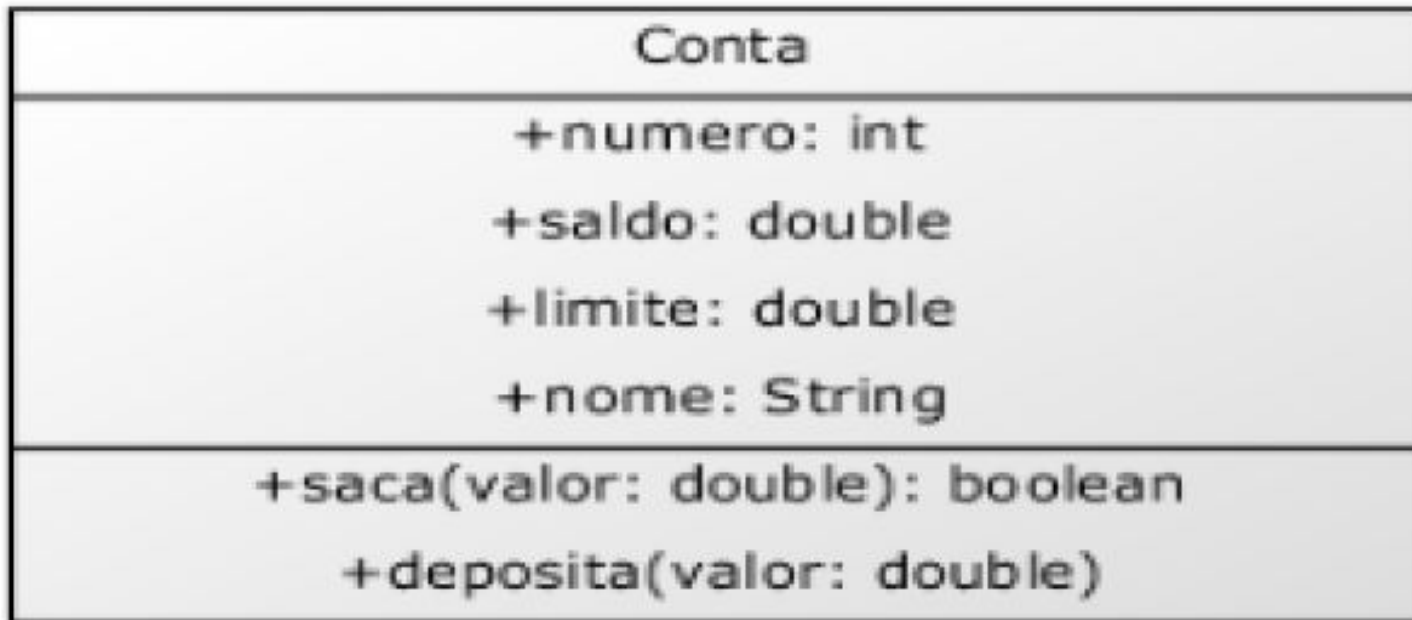 Conta
+numero: int
+saldo: double
+limite: double
+nome: String
+saca(valor: double): boolean
+deposita(valor: double)